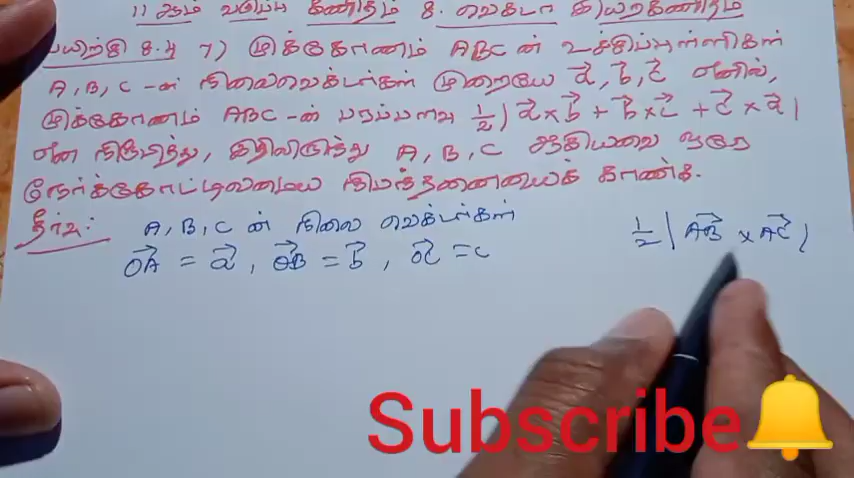 11 ஆம் வகுப்பு கணிதம் 8. வெக்டர் இயற்கணிதம்
பயிற்சி 8.4 7) முக்கோணம் ABC ன் உச்சிப்புள்ளிகள்
A, B, C -ன் நிலைவெக்டர்கள் முறையே a⃗, b⃗, c⃗ எனில்,
முக்கோணம் ABC -ன் பரப்பளவு ½ | a⃗ × b⃗ + b⃗ × c⃗ + c⃗ × a⃗ |
என நிரூபித்து, இதிலிருந்து A, B, C ஆகியவை ஒரே
நேர்க்கோட்டிலமைய நிபந்தனையைக் காண்க.
தீர்வு: A, B, C ன் நிலை வெக்டர்கள்
OA⃗ = a⃗, OB⃗ = b⃗, OC⃗ = c
½ | AB⃗ × AC⃗ |
Subscribe